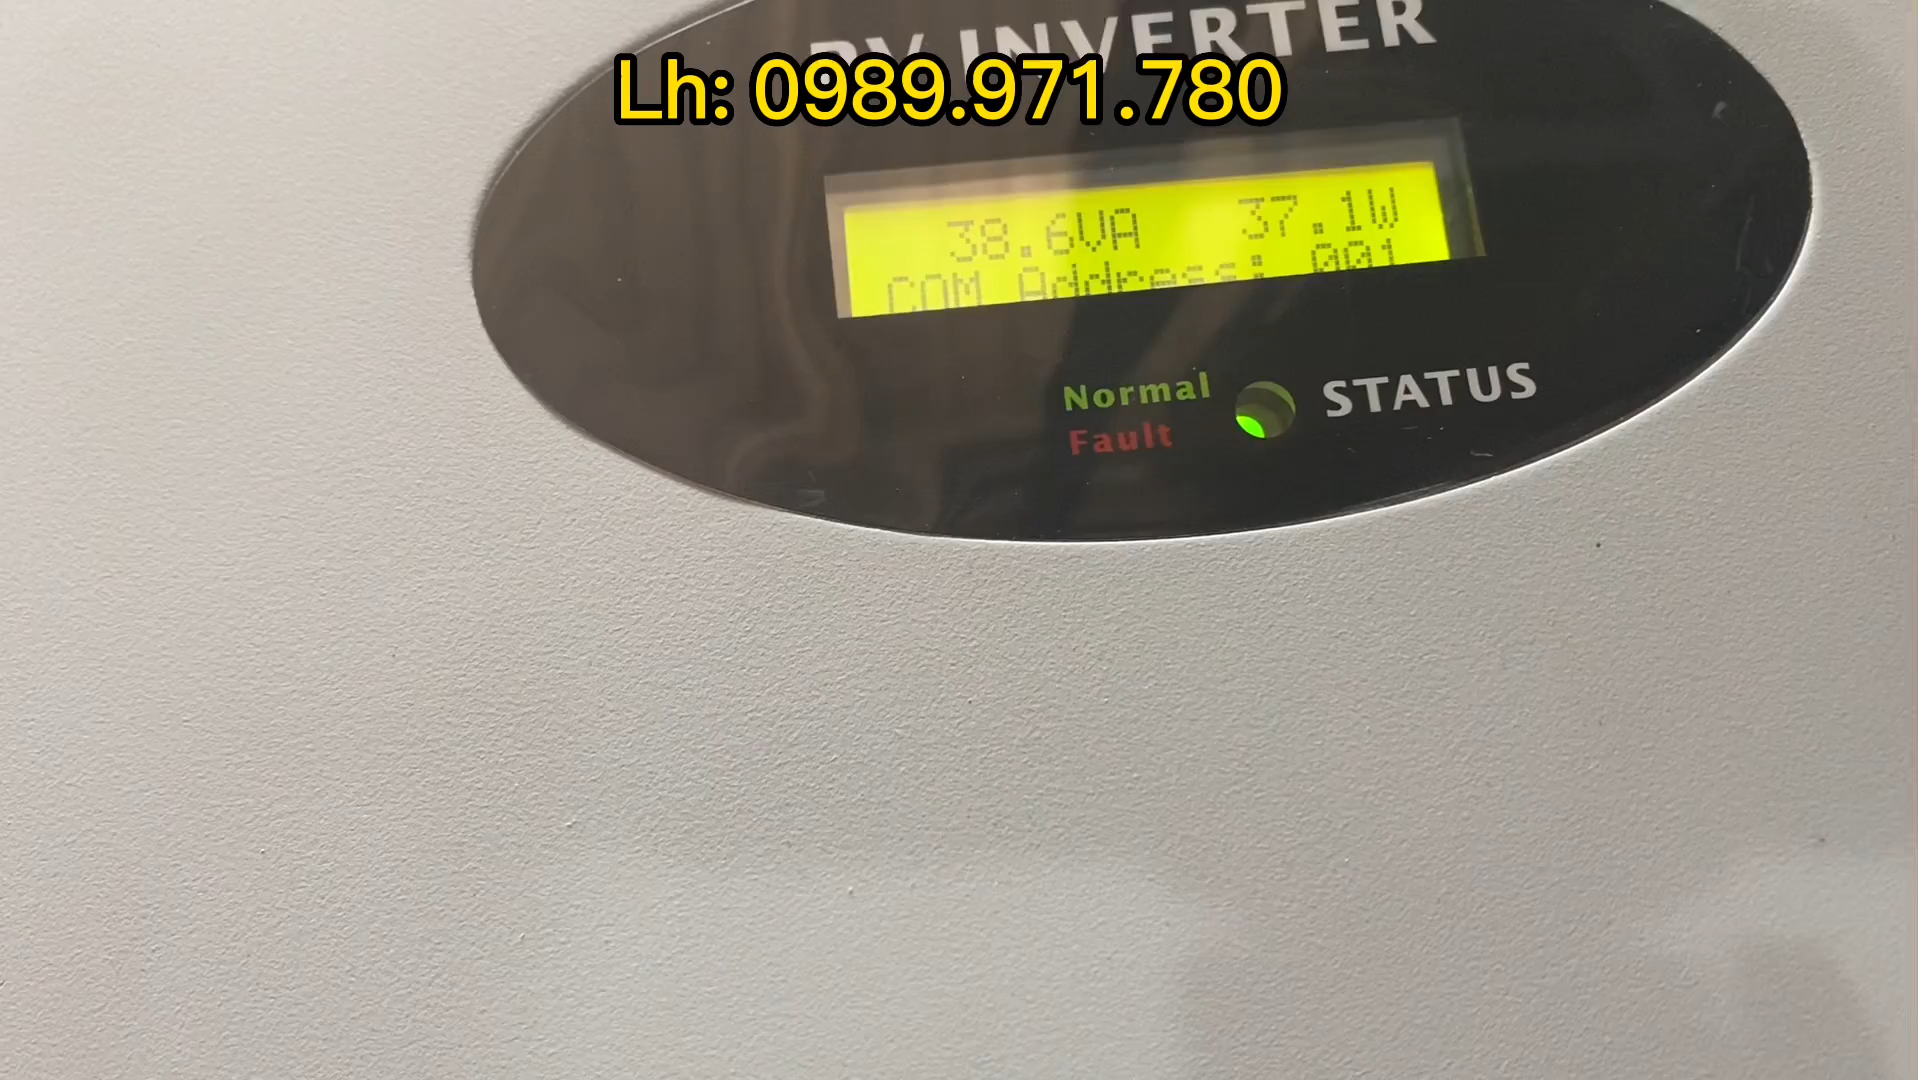 PV INVERTER
Lh: 0989.971.780
38.6VA 37.1W
COM Address: 001
Normal
Fault
STATUS